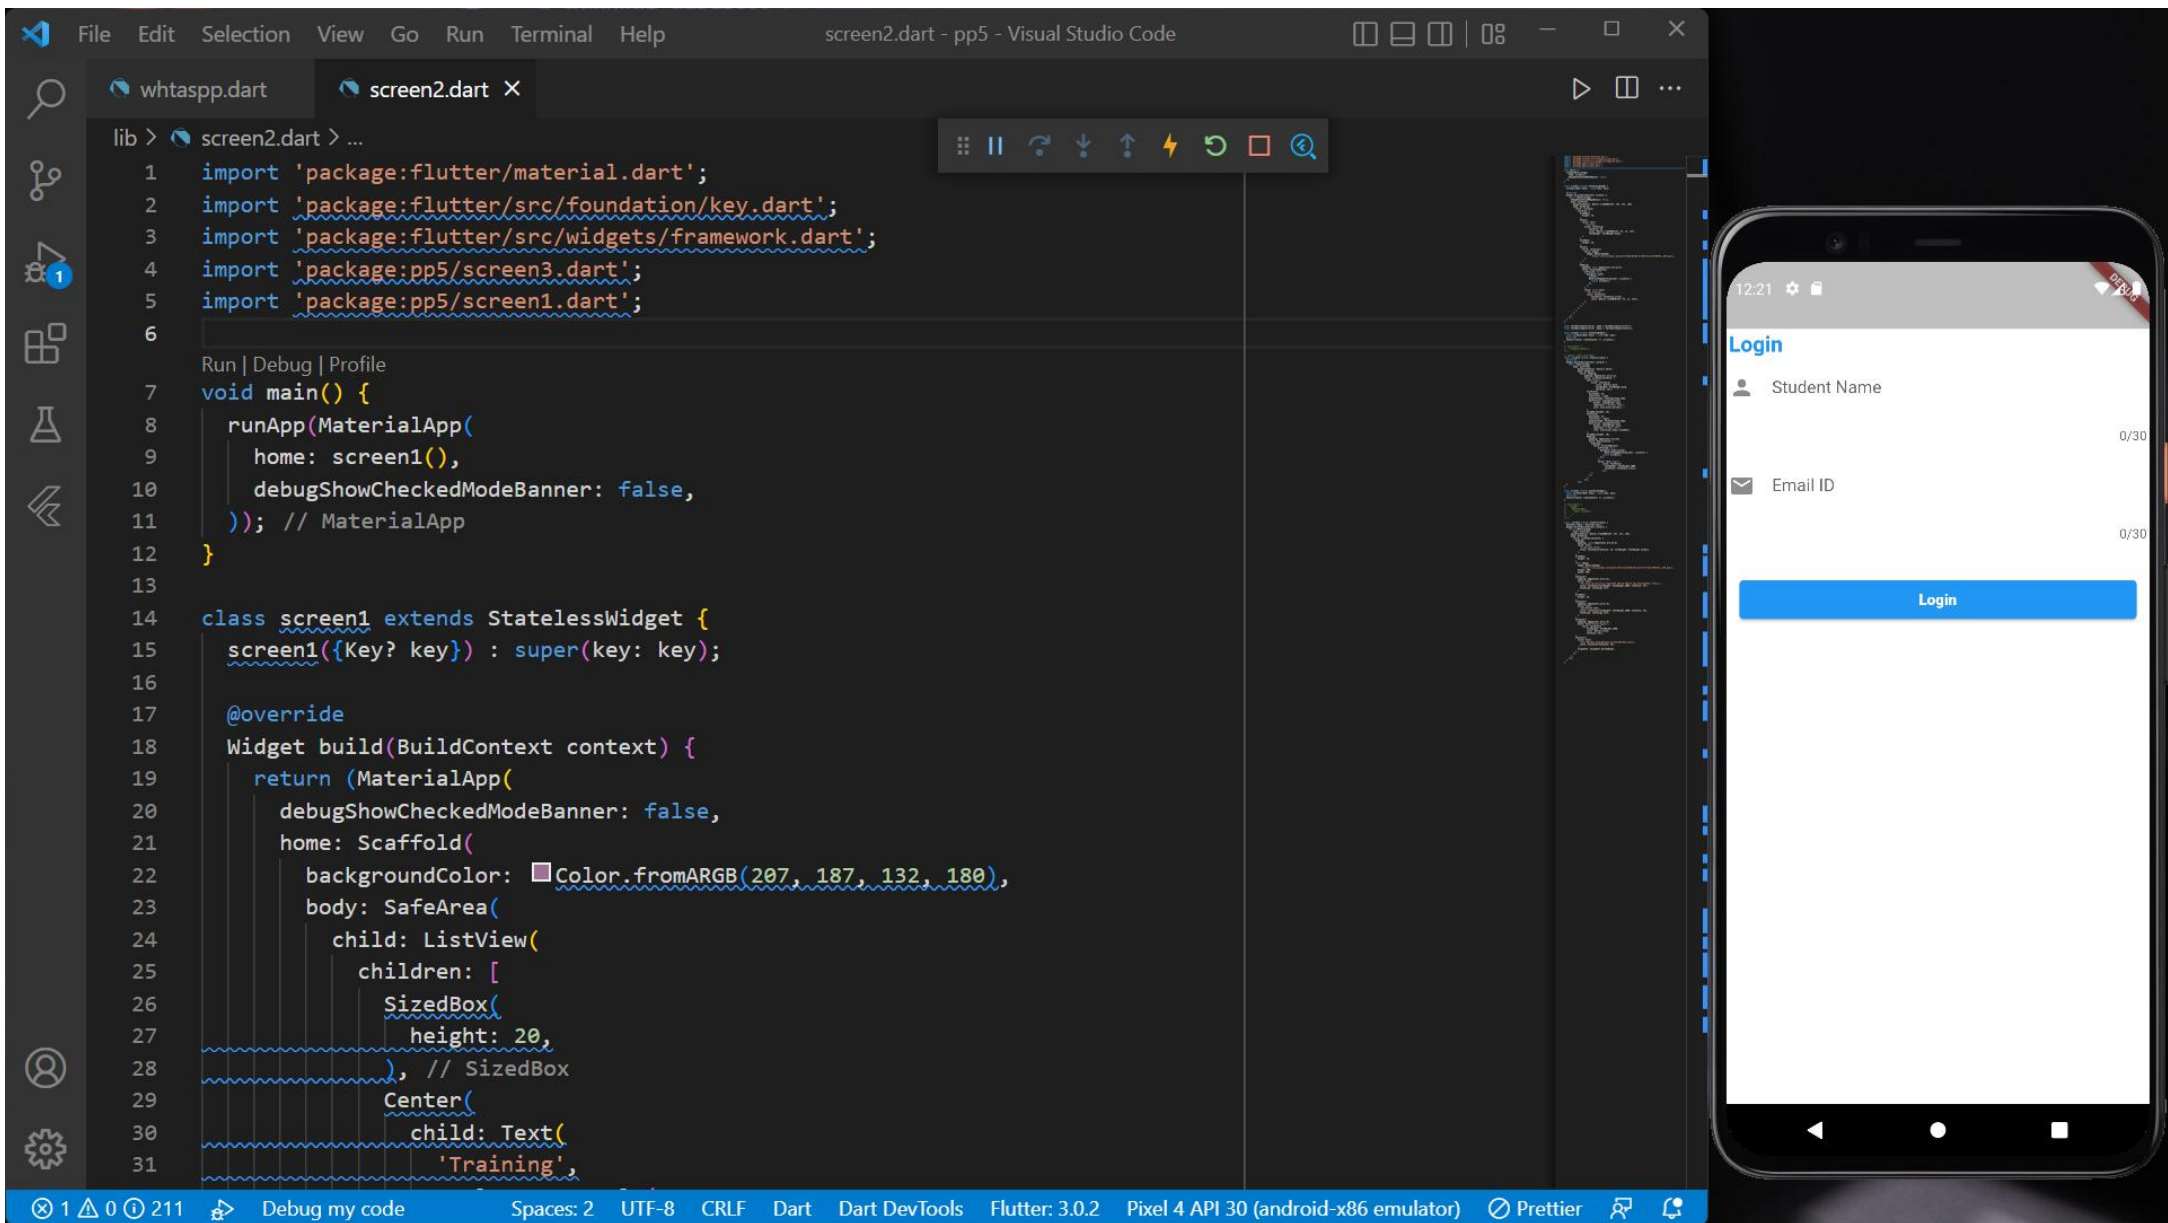 File Edit Selection View Go Run Terminal Help
screen2.dart - pp5 - Visual Studio Code
whtaspp.dart
screen2.dart
lib > screen2.dart > ...
1 import 'package:flutter/material.dart';
2 import 'package:flutter/src/foundation/key.dart';
3 import 'package:flutter/src/widgets/framework.dart';
4 import 'package:pp5/screen3.dart';
5 import 'package:pp5/screen1.dart';
6
Run | Debug | Profile
7 void main() {
8 runApp(MaterialApp(
9 home: screen1(),
10 debugShowCheckedModeBanner: false,
11 )); // MaterialApp
12 }
13
14 class screen1 extends StatelessWidget {
15 screen1({Key? key}) : super(key: key);
16
17 @override
18 Widget build(BuildContext context) {
19 return (MaterialApp(
20 debugShowCheckedModeBanner: false,
21 home: Scaffold(
22 backgroundColor: Color.fromARGB(207, 187, 132, 180),
23 body: SafeArea(
24 child: ListView(
25 children: [
26 SizedBox(
27 height: 20,
28 ), // SizedBox
29 Center(
30 child: Text(
31 'Training',
1
1 0 211 Debug my code Spaces: 2 UTF-8 CRLF Dart Dart DevTools Flutter: 3.0.2 Pixel 4 API 30 (android-x86 emulator) Prettier
12:21
DEBUG
Login
Student Name
0/30
Email ID
0/30
Login